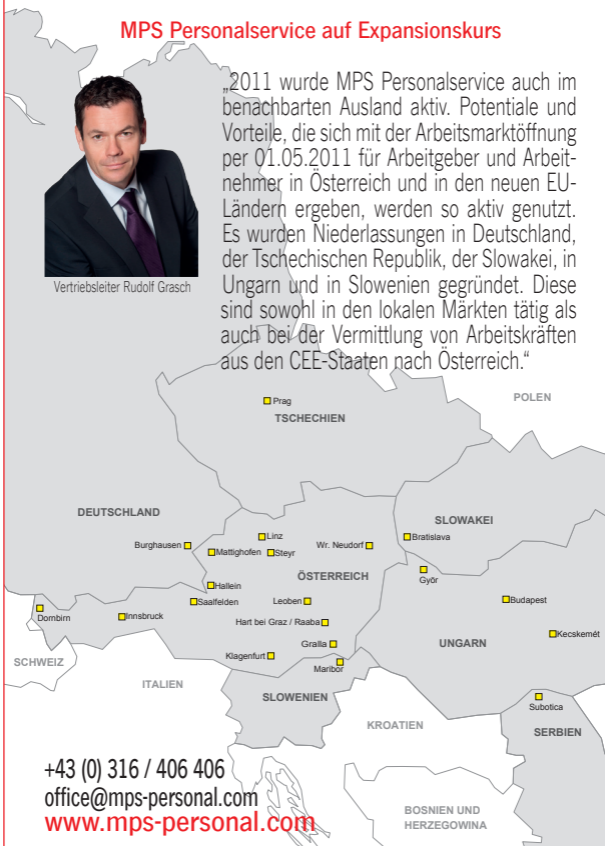 MPS Personalservice auf Expansionskurs
„2011 wurde MPS Personalservice auch im
benachbarten Ausland aktiv. Potentiale und
Vorteile, die sich mit der Arbeitsmarktöffnung
per 01.05.2011 für Arbeitgeber und Arbeit-
nehmer in Österreich und in den neuen EU-
Ländern ergeben, werden so aktiv genutzt.
Es wurden Niederlassungen in Deutschland,
der Tschechischen Republik, der Slowakei, in
Ungarn und in Slowenien gegründet. Diese
sind sowohl in den lokalen Märkten tätig als
auch bei der Vermittlung von Arbeitskräften
aus den CEE-Staaten nach Österreich.“
Vertriebsleiter Rudolf Grasch
POLEN
Prag
TSCHECHIEN
DEUTSCHLAND
SLOWAKEI
Burghausen
Linz
Mattighofen
Steyr
Wr. Neudorf
Bratislava
ÖSTERREICH
Györ
Hallein
Saalfelden
Leoben
Budapest
Dornbirn
Innsbruck
Hart bei Graz / Raaba
Kecskemét
Gralla
UNGARN
Klagenfurt
Maribor
SCHWEIZ
ITALIEN
SLOWENIEN
Subotica
KROATIEN
SERBIEN
+43 (0) 316 / 406 406
office@mps-personal.com
www.mps-personal.com
BOSNIEN UND
HERZEGOWINA